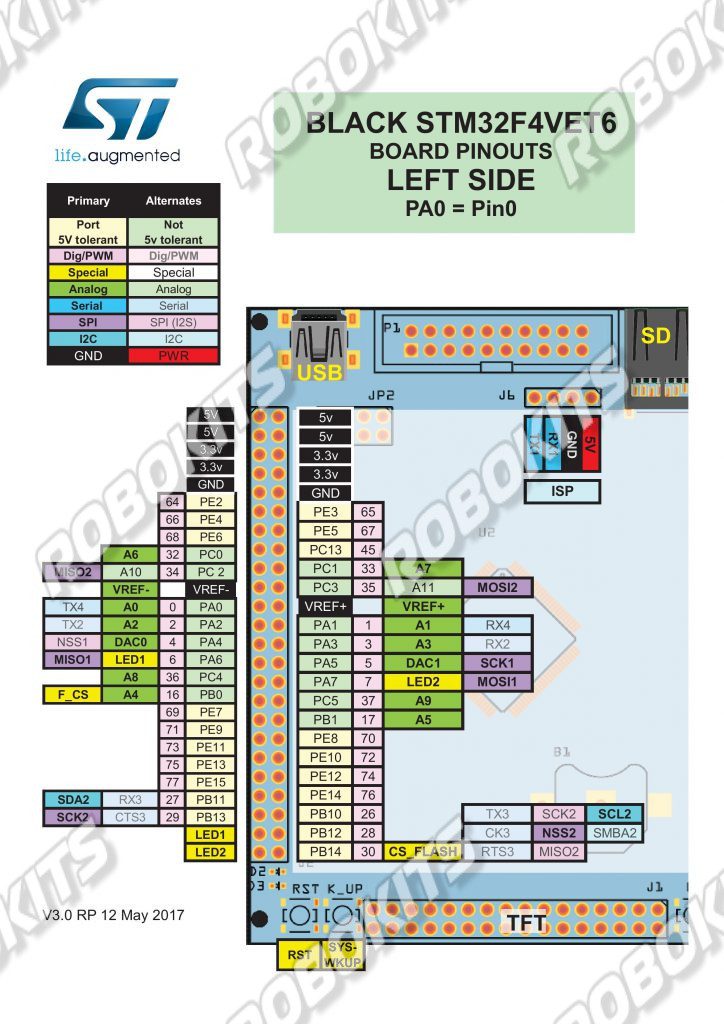 ROBOKITS
ST
life.augmented
BLACK STM32F4VET6
BOARD PINOUTS
LEFT SIDE
PA0 = Pin0
Primary Alternates
Port 5V tolerant Not 5v tolerant
Dig/PWM Dig/PWM
Special Special
Analog Analog
Serial Serial
SPI SPI (I2S)
I2C I2C
GND PWR
P1
SD
USB
JP2
J6
TX1 RX1 GND 5V
ISP
U2
B1
5V 5v
5V 5v
3.3v 3.3v
3.3v 3.3v
GND GND
64 PE2 PE3 65
66 PE4 PE5 67
68 PE6 PC13 45
A6 32 PC0 PC1 33 A7
MISO2 A10 34 PC 2 PC3 35 A11 MOSI2
VREF- VREF- VREF+ VREF+
TX4 A0 0 PA0 PA1 1 A1 RX4
TX2 A2 2 PA2 PA3 3 A3 RX2
NSS1 DAC0 4 PA4 PA5 5 DAC1 SCK1
MISO1 LED1 6 PA6 PA7 7 LED2 MOSI1
A8 36 PC4 PC5 37 A9
F_CS A4 16 PB0 PB1 17 A5
69 PE7 PE8 70
71 PE9 PE10 72
73 PE11 PE12 74
75 PE13 PE14 76
77 PE15 PB10 26 TX3 SCK2 SCL2
SDA2 RX3 27 PB11 PB12 28 CK3 NSS2 SMBA2
SCK2 CTS3 29 PB13 PB14 30 CS_FLASH RTS3 MISO2
LED1
LED2
RST K_UP J1
V3.0 RP 12 May 2017
TFT
RST SYS-WKUP